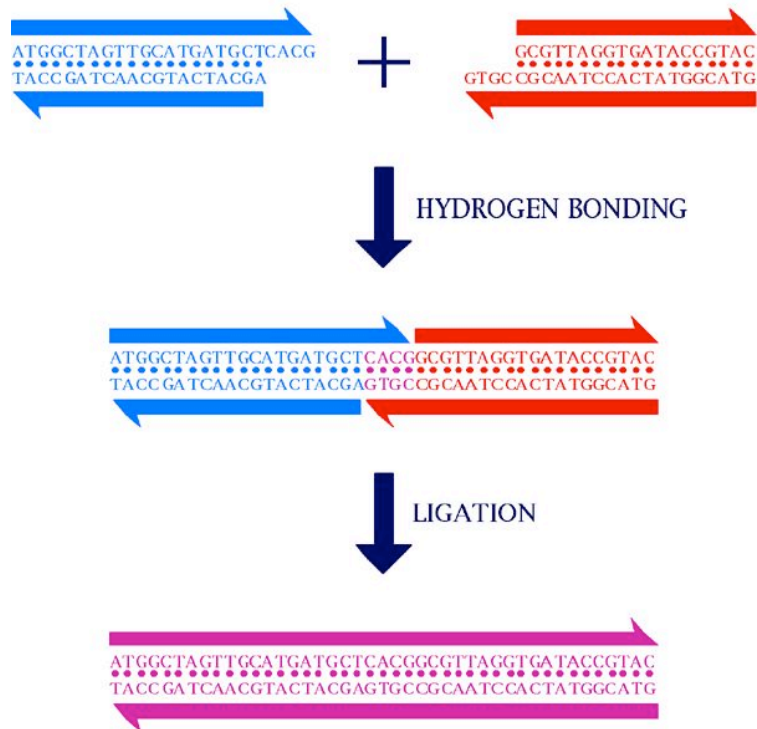 ATGGCTAGTTGCATGATGCTCACG
TACCGATCAACGTACTACGA
+
GCGTTAGGTGATACCGTAC
GTGCCGCAATCCACTATGGCATG
HYDROGEN BONDING
ATGGCTAGTTGCATGATGCTCACGGCGTTAGGTGATACCGTAC
TACCGATCAACGTACTACGAGTGCCGCAATCCACTATGGCATG
LIGATION
ATGGCTAGTTGCATGATGCTCACGGCGTTAGGTGATACCGTAC
TACCGATCAACGTACTACGAGTGCCGCAATCCACTATGGCATG